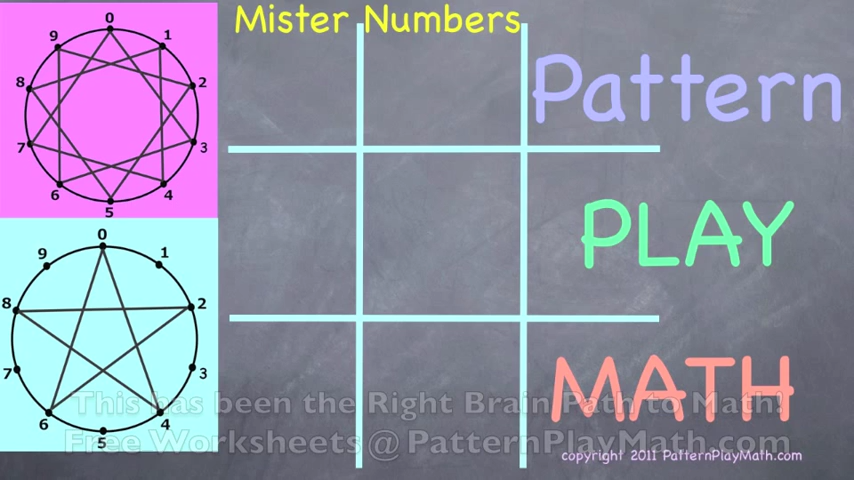 Mister Numbers
0
9 1
8 2
7 3
6 4
5
0
9 1
8 2
7 3
6 4
5
Pattern
PLAY
MATH
This has been the Right Brain Path to Math!
Free Worksheets@PatternPlayMath.com
copyright 2011 PatternPlayMath.com